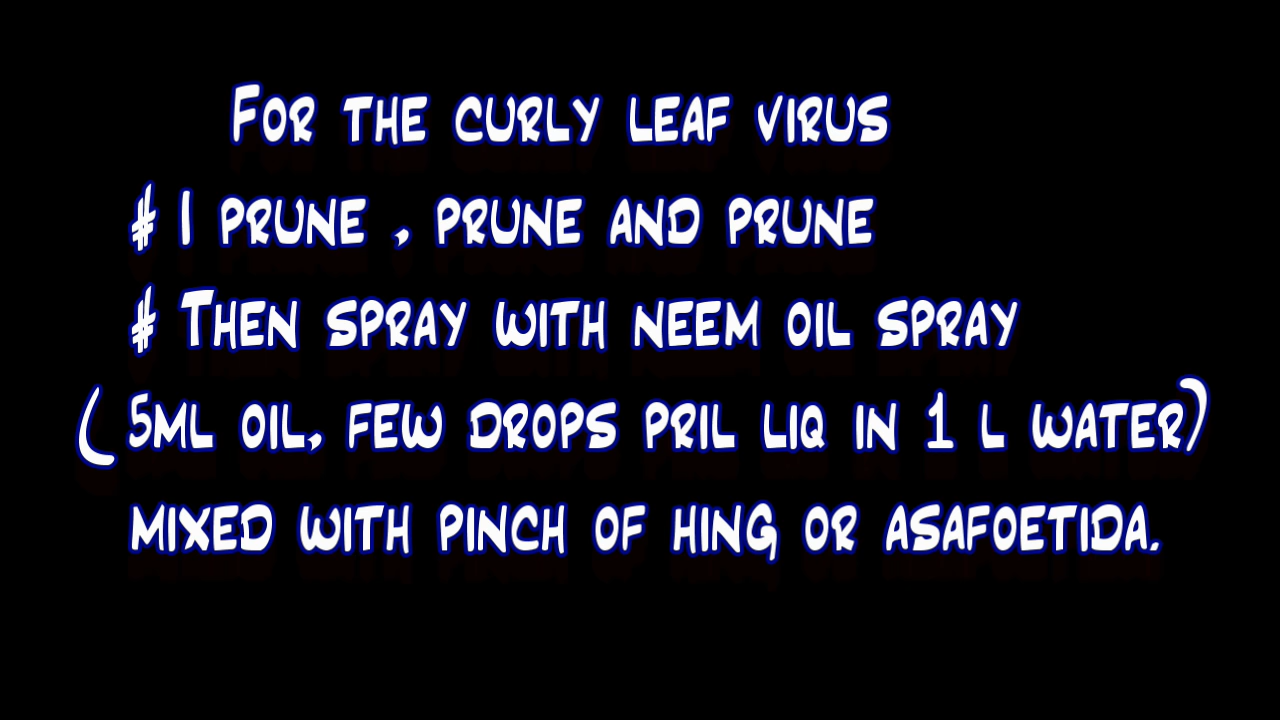 For the curly leaf virus
# I prune , prune and prune
# Then spray with neem oil spray
( 5ml oil, few drops pril liq in 1 l water)
mixed with pinch of hing or asafoetida.